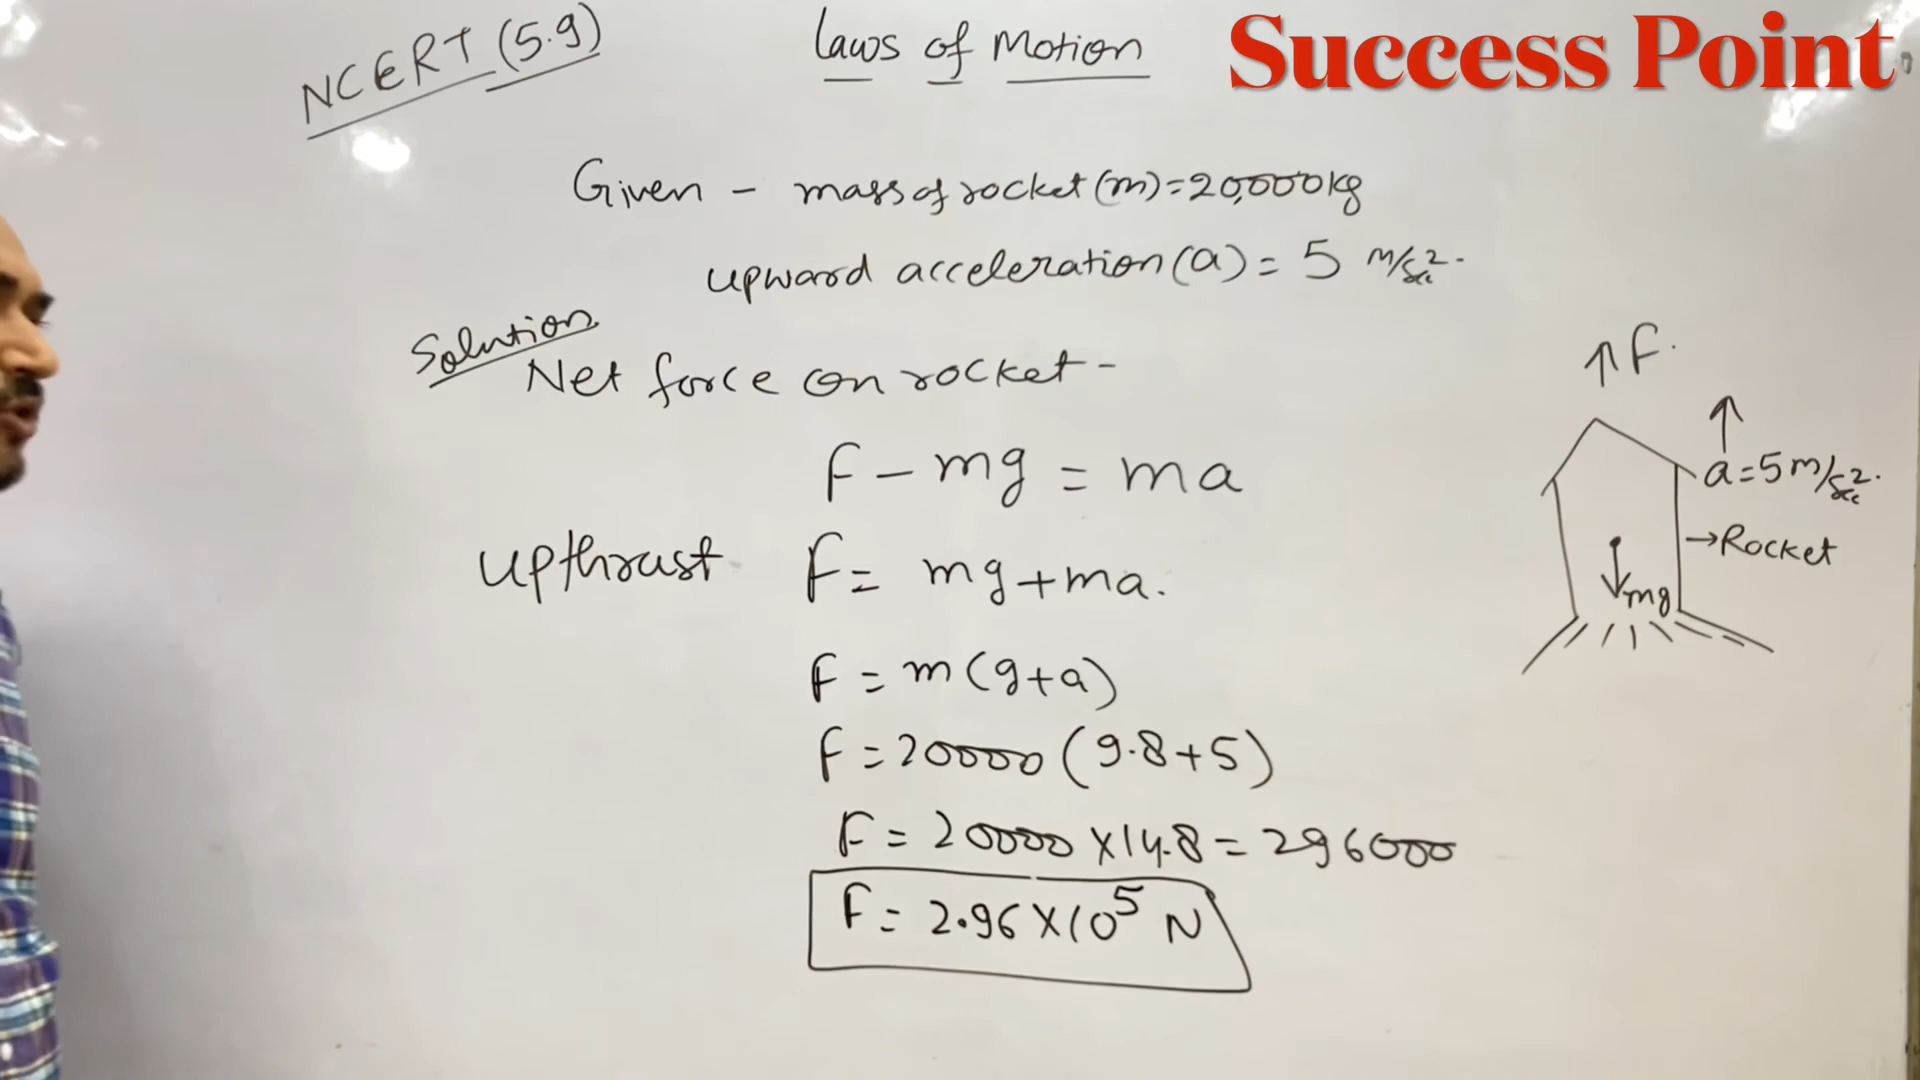 NCERT (5.9)
Laws of Motion
Success Point
Given - mass of rocket (m) = 20,000 kg
upward acceleration (a) = 5 m/sec².
Solution
Net force on rocket -
F - mg = ma
Upthrust F = mg + ma.
F = m (g + a)
F = 20000 (9.8 + 5)
F = 20000 × 14.8 = 296000
F = 2.96 × 10⁵ N
↑ F.
↑
a = 5 m/sec².
→ Rocket
↓ mg